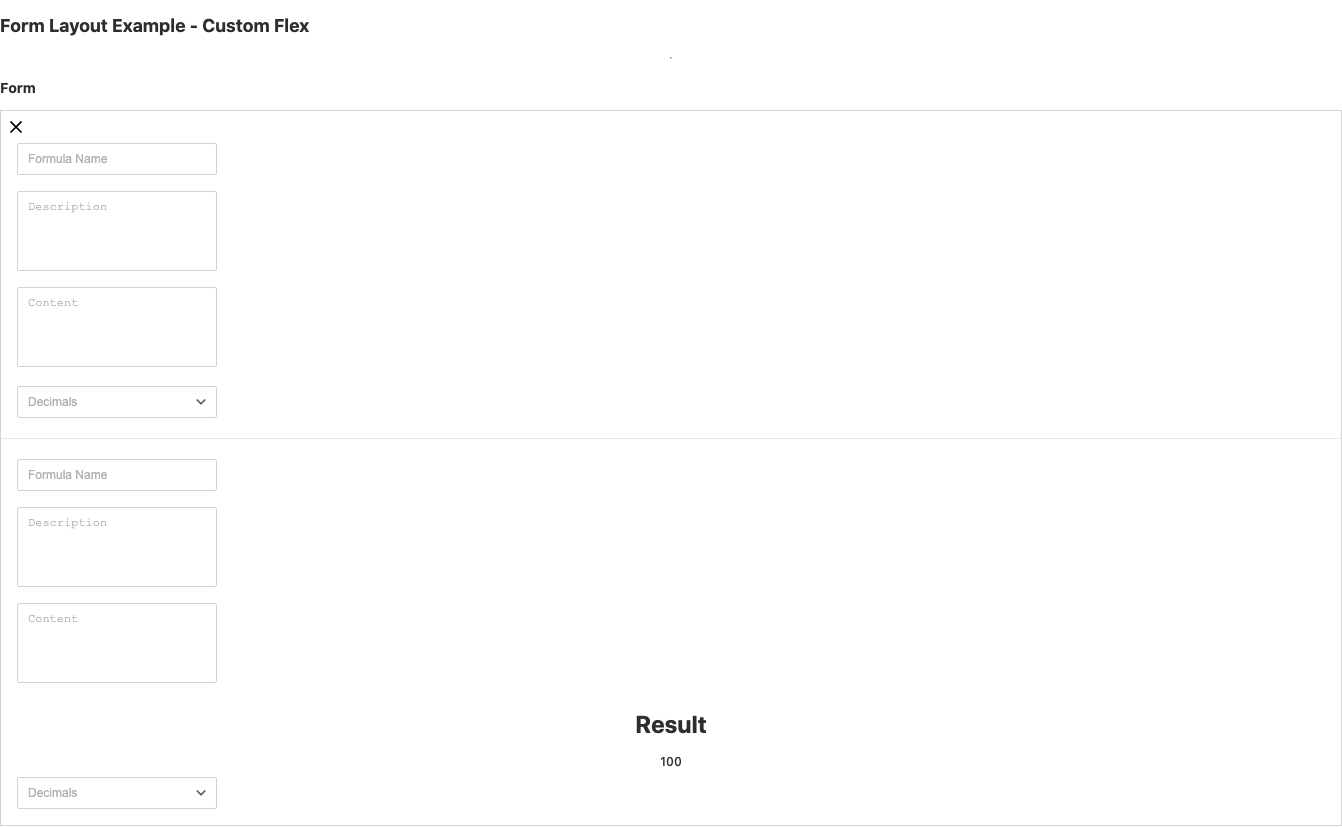 Form Layout Example - Custom Flex
.
Form
Formula Name
Description
Content
Decimals
Formula Name
Description
Content
Result
100
Decimals